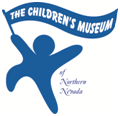 THE CHILDREN'S MUSEUM
of
Northern
Nevada